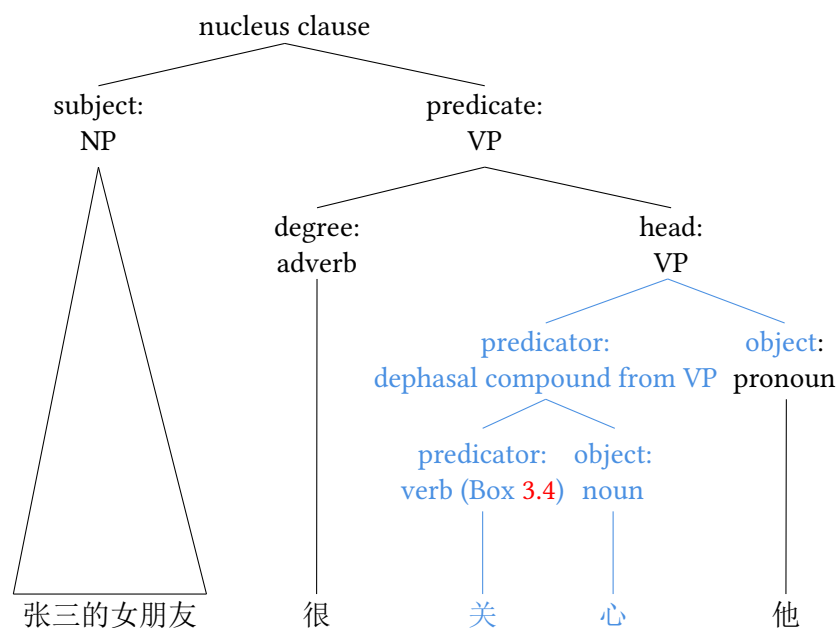 nucleus clause
subject:
NP
predicate:
VP
degree:
adverb
head:
VP
predicator:
dephasal compound from VP
object:
pronoun
predicator:
verb (Box 3.4)
object:
noun
张三的女朋友 很 关 心 他